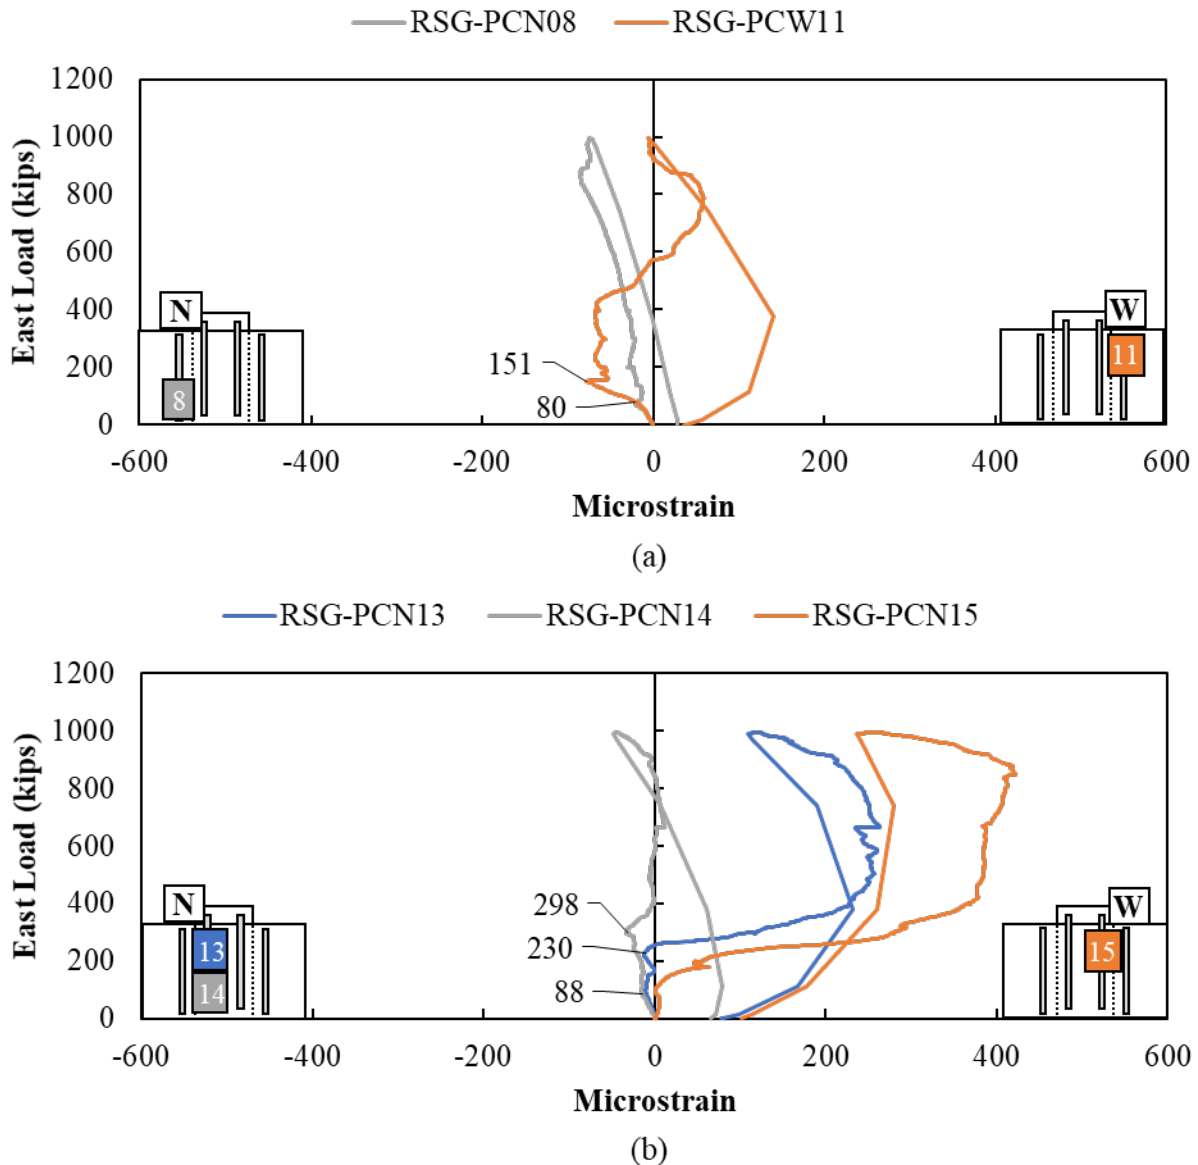 RSG-PCN08 RSG-PCW11
1200
1000
800
600
400
200
0
East Load (kips)
N
8
151
80
W
11
-600 -400 -200 0 200 400 600
Microstrain
(a)
RSG-PCN13 RSG-PCN14 RSG-PCN15
1200
1000
800
600
400
200
0
East Load (kips)
N
13
14
298
230
88
W
15
-600 -400 -200 0 200 400 600
Microstrain
(b)